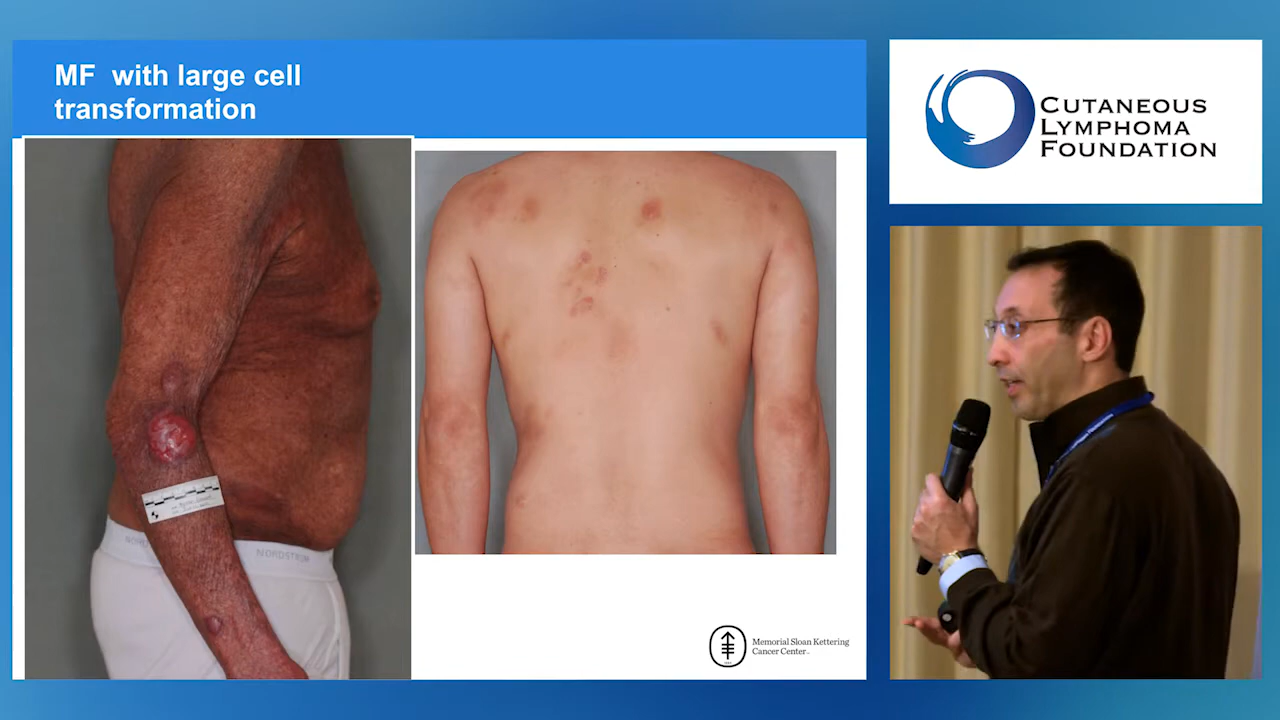 MF with large cell
transformation
CUTANEOUS
LYMPHOMA
FOUNDATION
NORDSTROM
Memorial Sloan Kettering
Cancer Center